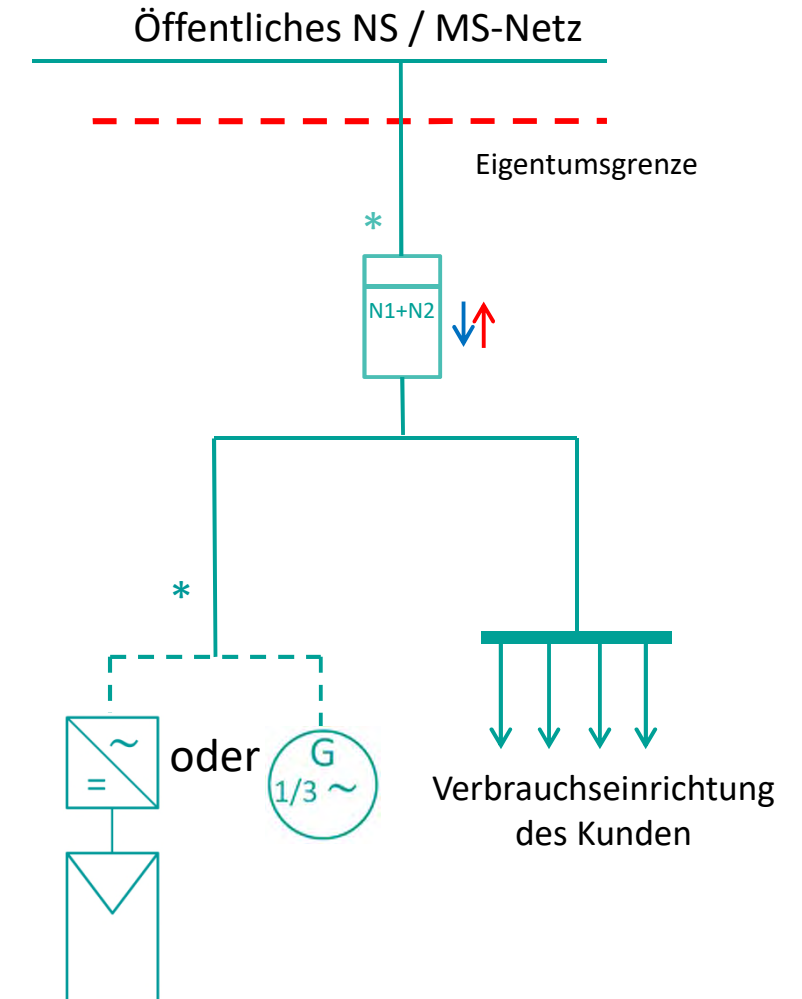 Öffentliches NS / MS-Netz
Eigentumsgrenze
*
N1+N2
*
~
=
oder
G
1/3 ~
Verbrauchseinrichtung
des Kunden